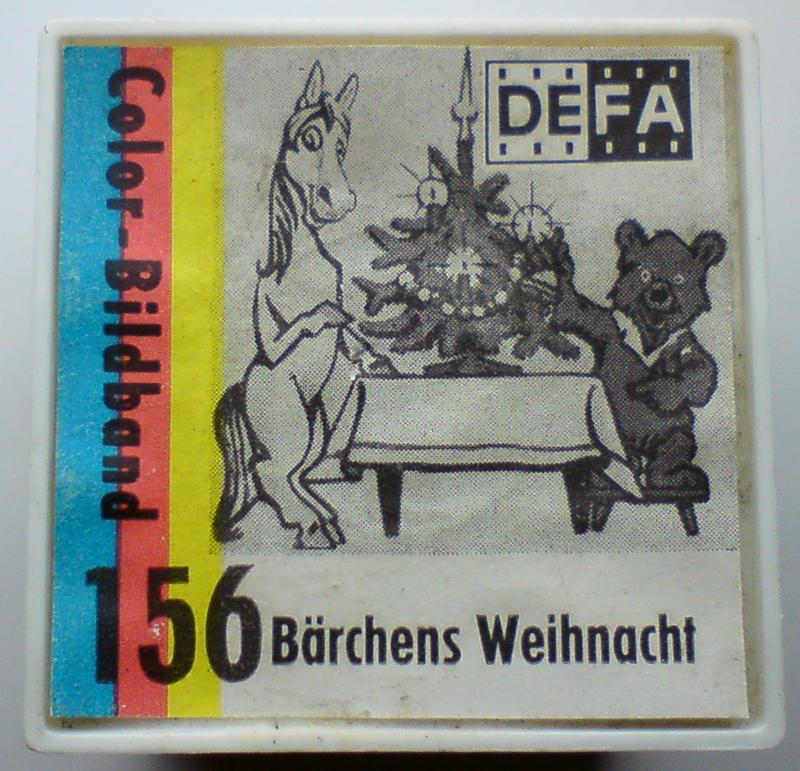 DEFA
Color-Bildband
156 Bärchens Weihnacht